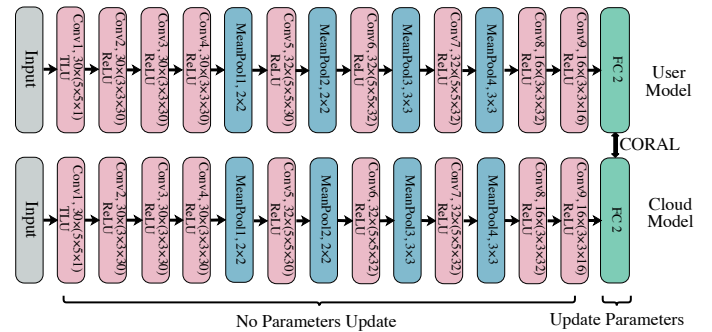 Input
Conv1, 30×(5×5×1)
TLU
Conv2, 30×(3×3×30)
ReLU
Conv3, 30×(3×3×30)
ReLU
Conv4, 30×(3×3×30)
ReLU
MeanPool1, 2×2
Conv5, 32×(5×5×30)
ReLU
MeanPool2, 2×2
Conv6, 32×(5×5×32)
ReLU
MeanPool3, 3×3
Conv7, 32×(5×5×32)
ReLU
MeanPool4, 3×3
Conv8, 16×(3×3×32)
ReLU
Conv9, 16×(3×3×16)
ReLU
FC 2
User
Model
CORAL
Input
Conv1, 30×(5×5×1)
TLU
Conv2, 30×(3×3×30)
ReLU
Conv3, 30×(3×3×30)
ReLU
Conv4, 30×(3×3×30)
ReLU
MeanPool1, 2×2
Conv5, 32×(5×5×30)
ReLU
MeanPool2, 2×2
Conv6, 32×(5×5×32)
ReLU
MeanPool3, 3×3
Conv7, 32×(5×5×32)
ReLU
MeanPool4, 3×3
Conv8, 16×(3×3×32)
ReLU
Conv9, 16×(3×3×16)
ReLU
FC 2
Cloud
Model
No Parameters Update
Update Parameters